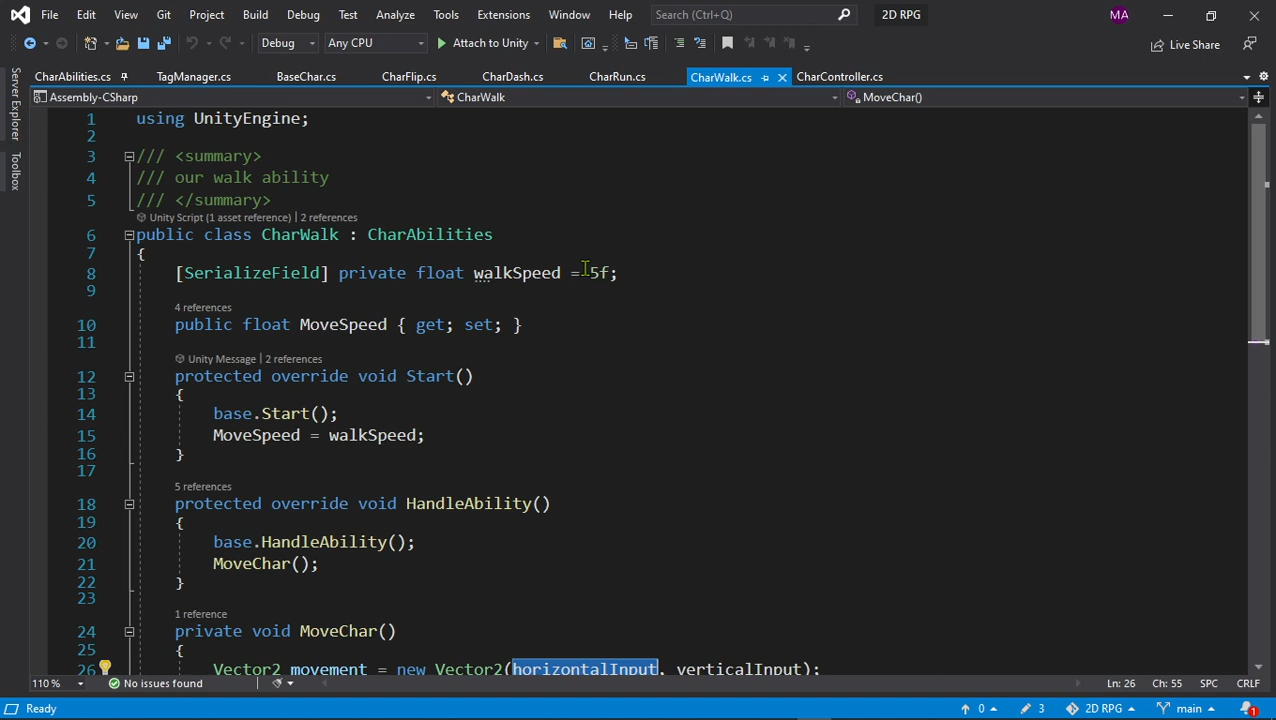 File Edit View Git Project Build Debug Test Analyze Tools Extensions Window Help Search (Ctrl+Q) 2D RPG MA
Debug Any CPU Attach to Unity Live Share
CharAbilities.cs TagManager.cs BaseChar.cs CharFlip.cs CharDash.cs CharRun.cs CharWalk.cs CharController.cs
Assembly-CSharp CharWalk MoveChar()
Server Explorer
Toolbox
1 using UnityEngine;
2
3 /// <summary>
4 /// our walk ability
5 /// </summary>
Unity Script (1 asset reference) | 2 references
6 public class CharWalk : CharAbilities
7 {
8 [SerializeField] private float walkSpeed = 5f;
9
4 references
10 public float MoveSpeed { get; set; }
11
Unity Message | 2 references
12 protected override void Start()
13 {
14 base.Start();
15 MoveSpeed = walkSpeed;
16 }
17
5 references
18 protected override void HandleAbility()
19 {
20 base.HandleAbility();
21 MoveChar();
22 }
23
1 reference
24 private void MoveChar()
25 {
26 Vector2 movement = new Vector2(horizontalInput, verticalInput);
110 % No issues found Ln: 26 Ch: 55 SPC CRLF
Ready 0 3 2D RPG main 1